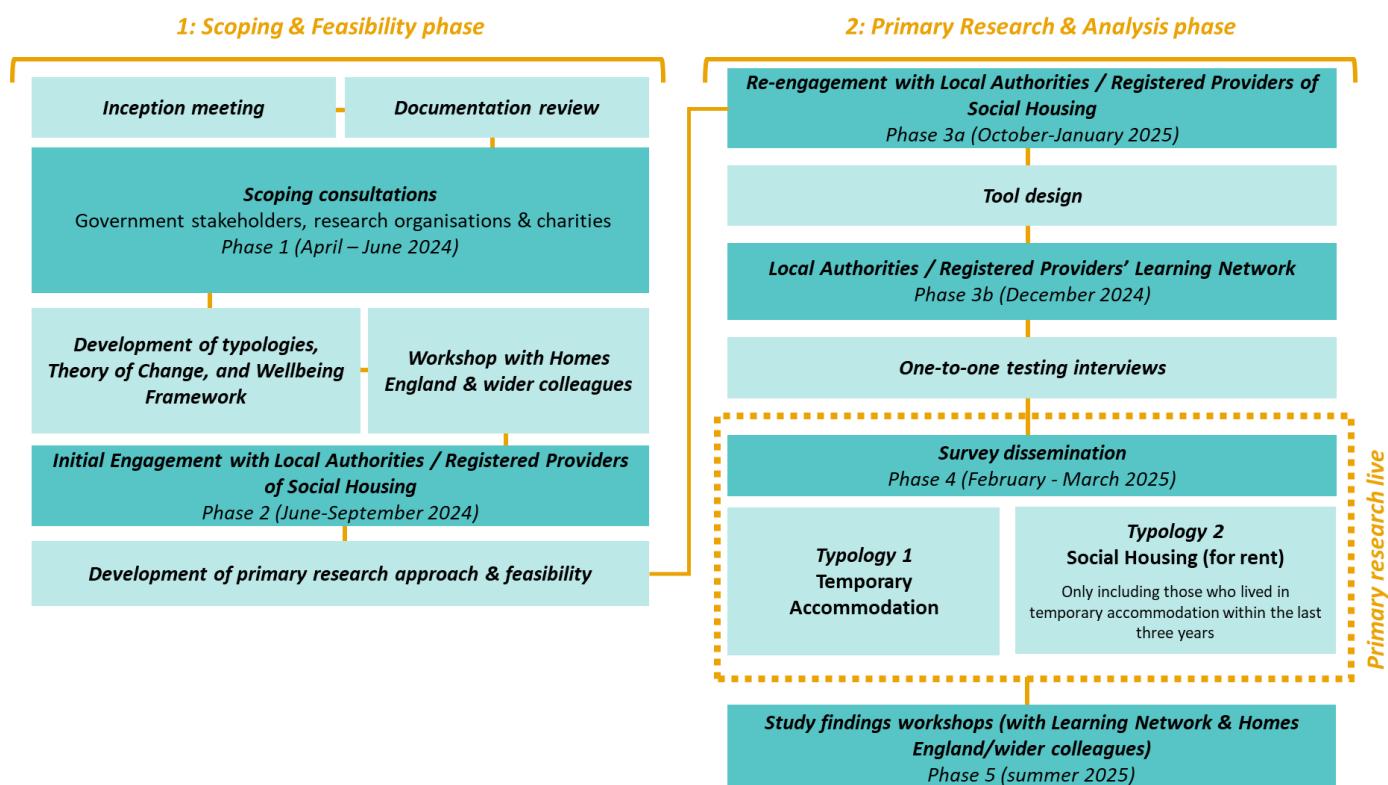 1: Scoping & Feasibility phase
Inception meeting
Documentation review
Scoping consultations
Government stakeholders, research organisations & charities
Phase 1 (April – June 2024)
Development of typologies,
Theory of Change, and Wellbeing
Framework
Workshop with Homes
England & wider colleagues
Initial Engagement with Local Authorities / Registered Providers
of Social Housing
Phase 2 (June-September 2024)
Development of primary research approach & feasibility
2: Primary Research & Analysis phase
Re-engagement with Local Authorities / Registered Providers of
Social Housing
Phase 3a (October-January 2025)
Tool design
Local Authorities / Registered Providers’ Learning Network
Phase 3b (December 2024)
One-to-one testing interviews
Survey dissemination
Phase 4 (February - March 2025)
Typology 1
Temporary
Accommodation
Typology 2
Social Housing (for rent)
Only including those who lived in
temporary accommodation within the last
three years
Primary research live
Study findings workshops (with Learning Network & Homes
England/wider colleagues)
Phase 5 (summer 2025)